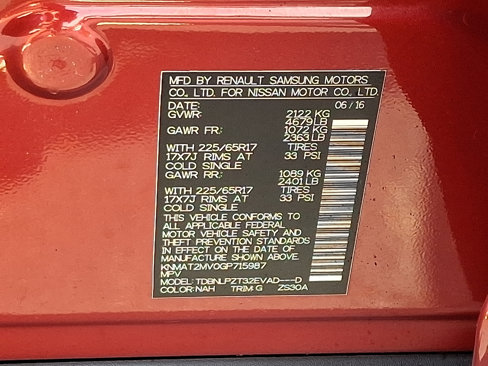 MFD BY RENAULT SAMSUNG MOTORS
CO., LTD. FOR NISSAN MOTOR CO., LTD
DATE: 06/16
GVWR: 2122 KG
4679LB
GAWR FR: 1072 KG
2363 LB
WITH 225/65R17 TIRES
17X7J RIMS AT 33 PSI
COLD SINGLE
GAWR RR: 1089 KG
2401 LB
WITH 225/65R17 TIRES
17X7J RIMS AT 33 PSI
COLD SINGLE
THIS VEHICLE CONFORMS TO
ALL APPLICABLE FEDERAL
MOTOR VEHICLE SAFETY AND
THEFT PREVENTION STANDARDS
IN EFFECT ON THE DATE OF
MANUFACTURE SHOWN ABOVE.
KNMAT2MV0GP715987
MPV
MODEL: TDBNLPZT32EVAD---D
COLOR: NAH TRIM: G ZS30A